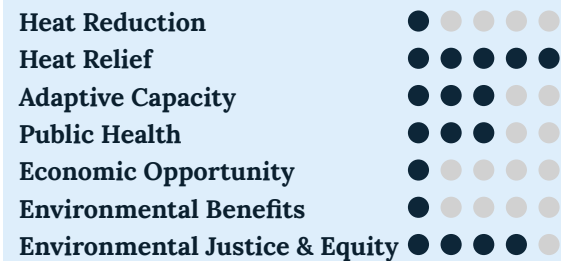 Heat Reduction
Heat Relief
Adaptive Capacity
Public Health
Economic Opportunity
Environmental Benefits
Environmental Justice & Equity